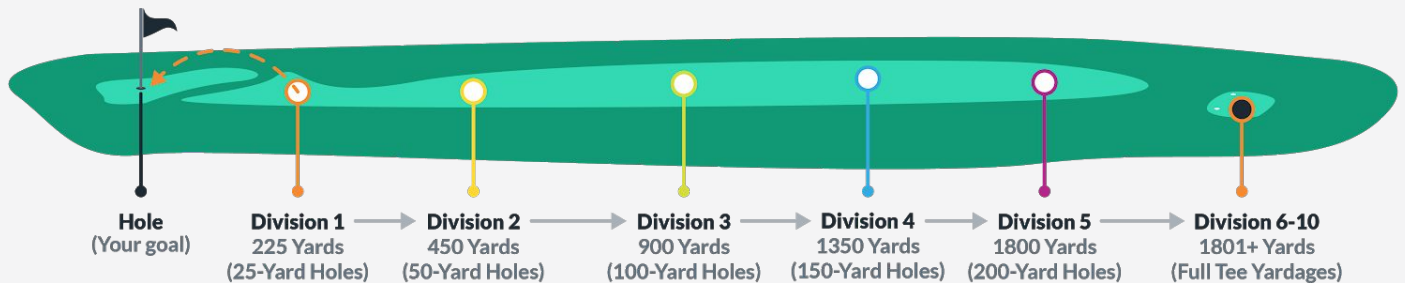 Hole
(Your goal)
Division 1
225 Yards
(25-Yard Holes)
Division 2
450 Yards
(50-Yard Holes)
Division 3
900 Yards
(100-Yard Holes)
Division 4
1350 Yards
(150-Yard Holes)
Division 5
1800 Yards
(200-Yard Holes)
Division 6-10
1801+ Yards
(Full Tee Yardages)